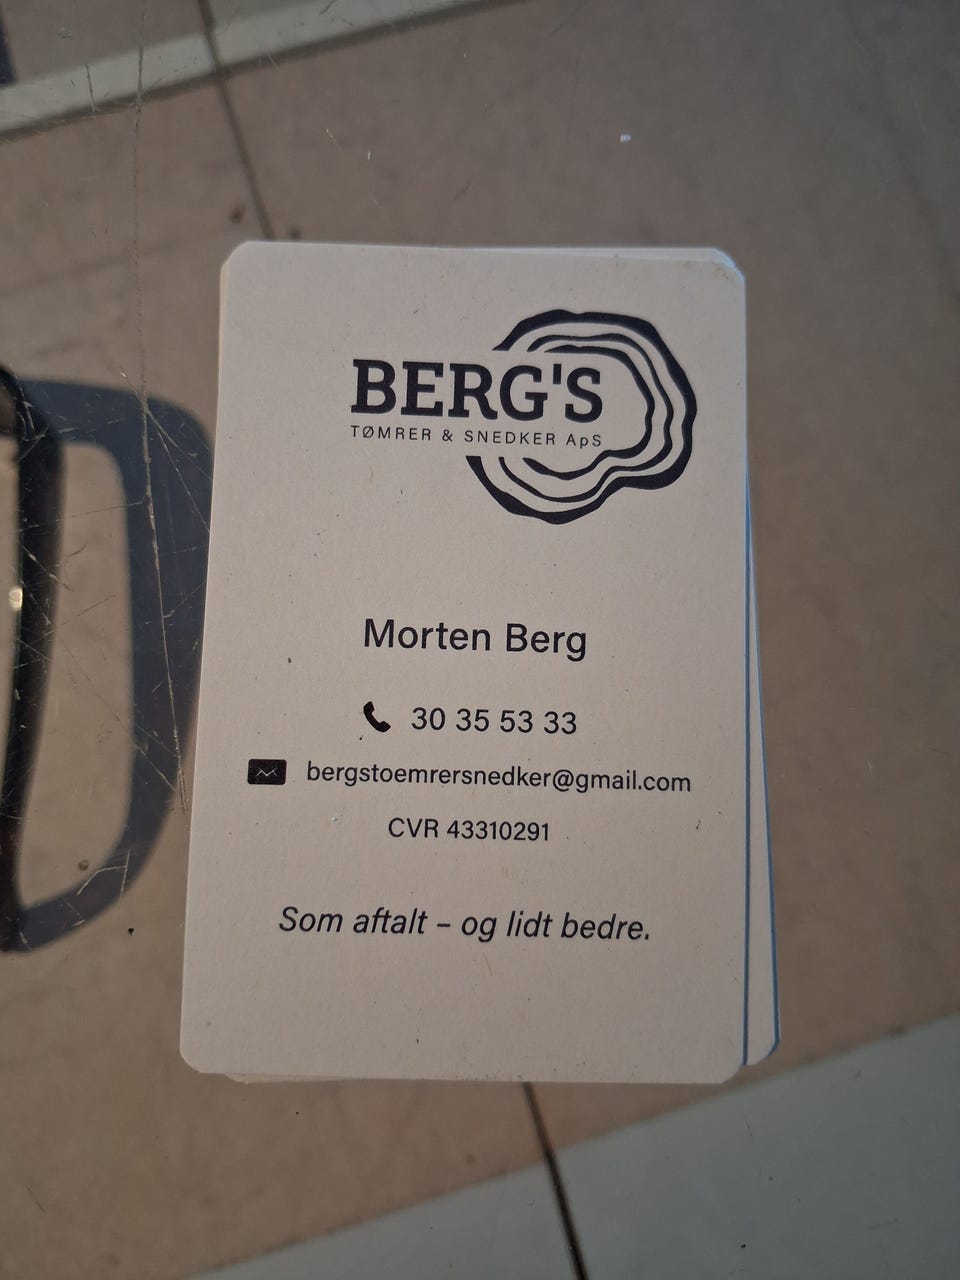 BERG'S
TØMRER & SNEDKER ApS
Morten Berg
30 35 53 33
bergstoemrersnedker@gmail.com
CVR 43310291
Som aftalt – og lidt bedre.